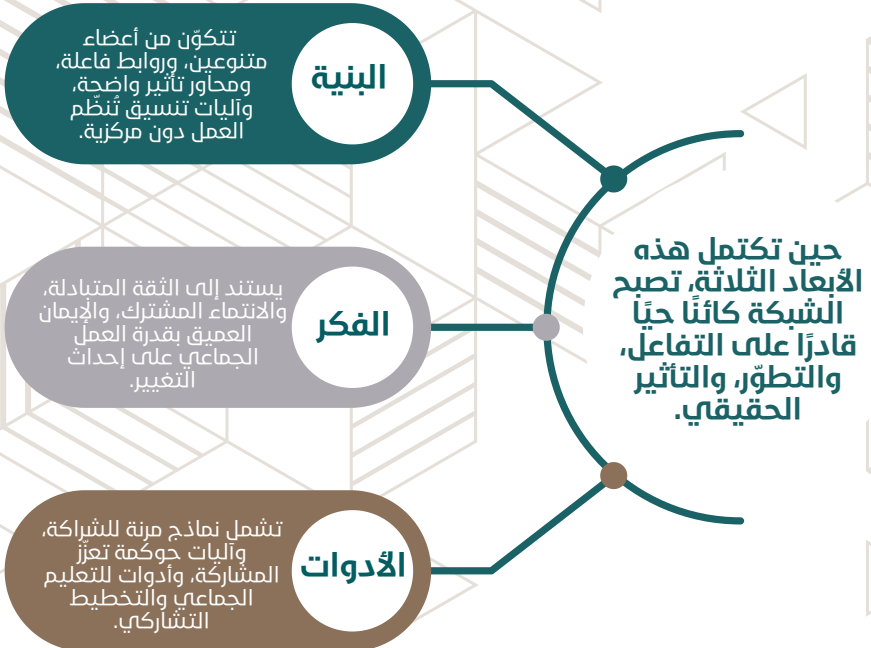 حين تكتمل هذه
الأبعاد الثلاثة، تصبح
الشبكة كائنًا حيًا
قادرًا على التفاعل،
والتطوّر، والتأثير
الحقيقي.
البنية
تتكوّن من أعضاء
متنوعين، وروابط فاعلة،
ومحاور تأثير واضحة،
وآليات تنسيق تُنظّم
العمل دون مركزية.
الفكر
يستند إلى الثقة المتبادلة،
والانتماء المشترك، والإيمان
العميق بقدرة العمل
الجماعي على إحداث
التغيير.
الأدوات
تشمل نماذج مرنة للشراكة،
وآليات حوكمة تعزّز
المشاركة، وأدوات للتعليم
الجماعي والتخطيط
التشاركي.